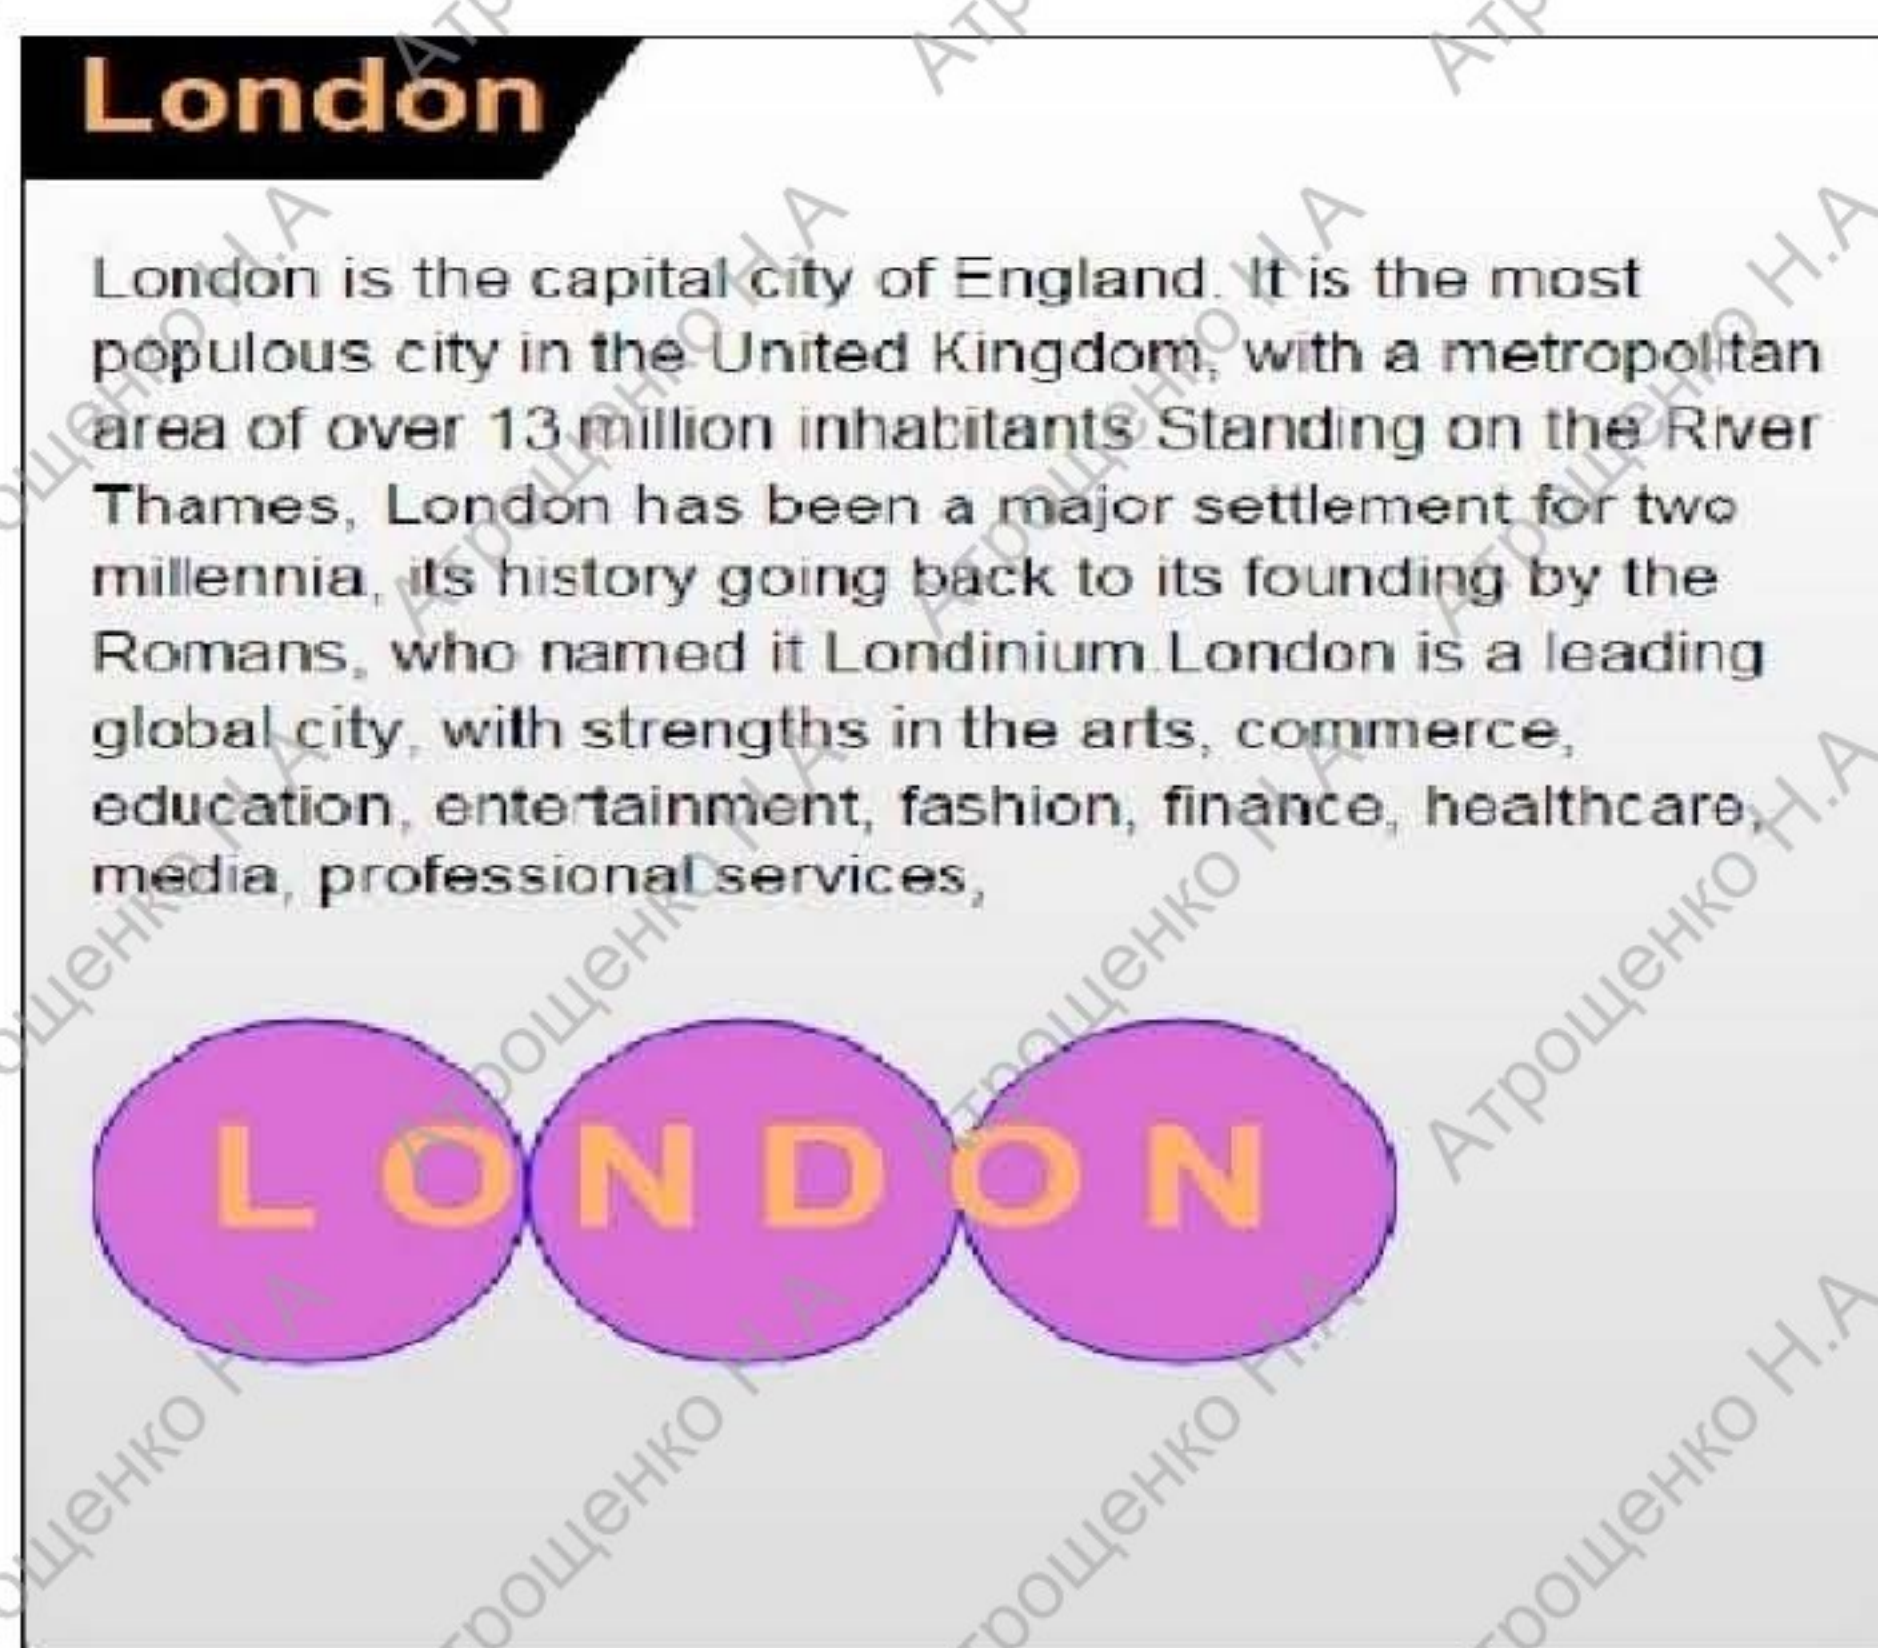 London
London is the capital city of England. It is the most
populous city in the United Kingdom, with a metropolitan
area of over 13 million inhabitants Standing on the River
Thames, London has been a major settlement for two
millennia, its history going back to its founding by the
Romans, who named it Londinium.London is a leading
global city, with strengths in the arts, commerce,
education, entertainment, fashion, finance, healthcare,
media, professional services,
L O N D O N
Атрощенко Н.А